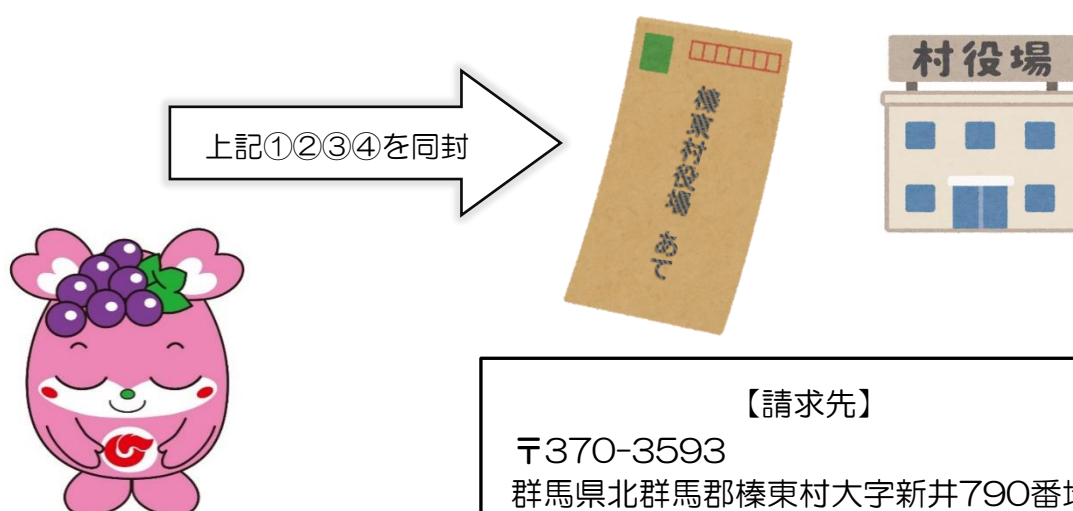 村役場
上記①②③④を同封
榛東村役場 あて
【請求先】
〒370-3593
群馬県北群馬郡榛東村大字新井790番地